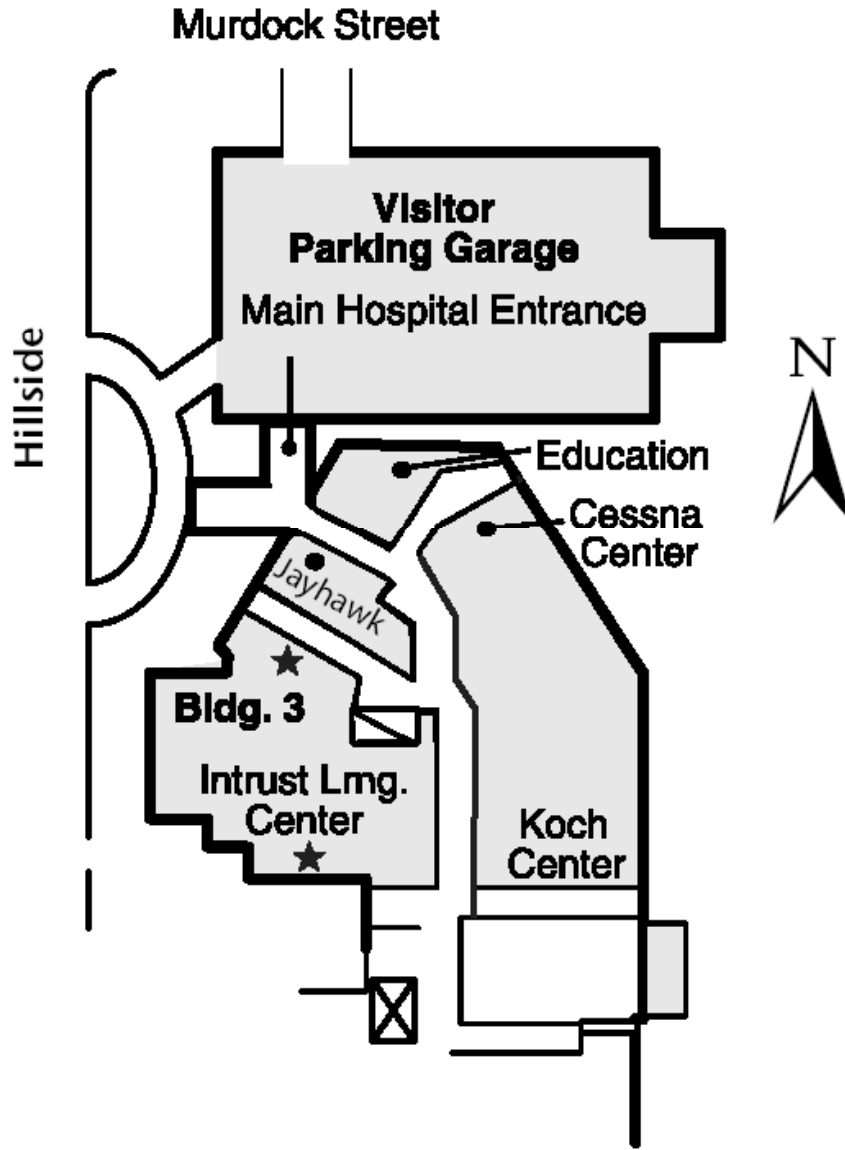 Murdock Street
Visitor
Parking Garage
Main Hospital Entrance
Hillside
N
Education
Cessna
Center
Jayhawk
Bldg. 3
Intrust Lrng.
Center
Koch
Center